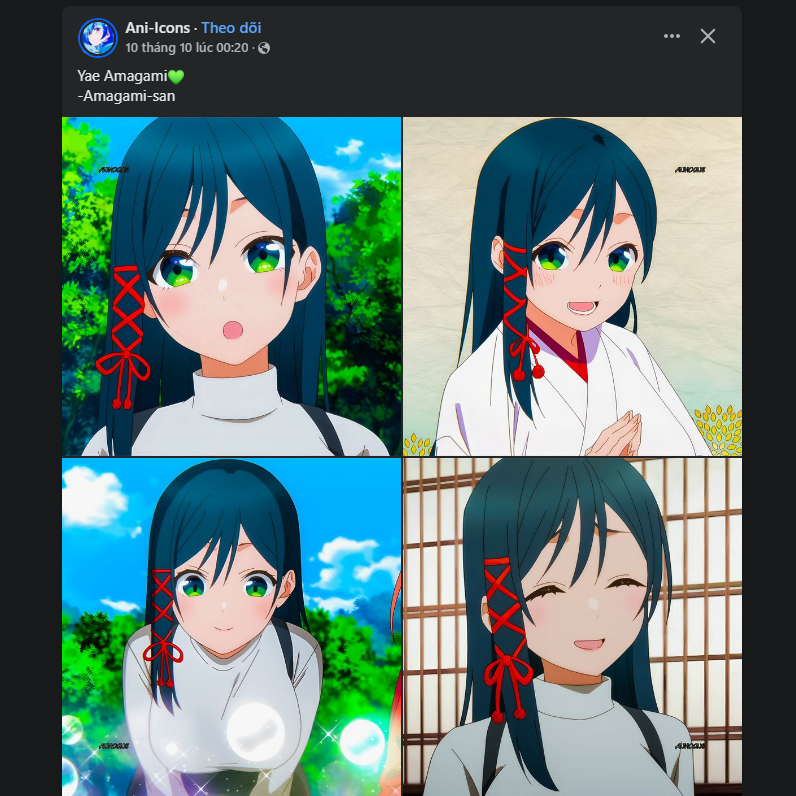 Ani-Icons · Theo dõi
10 tháng 10 lúc 00:20 ·
Yae Amagami💚
-Amagami-san